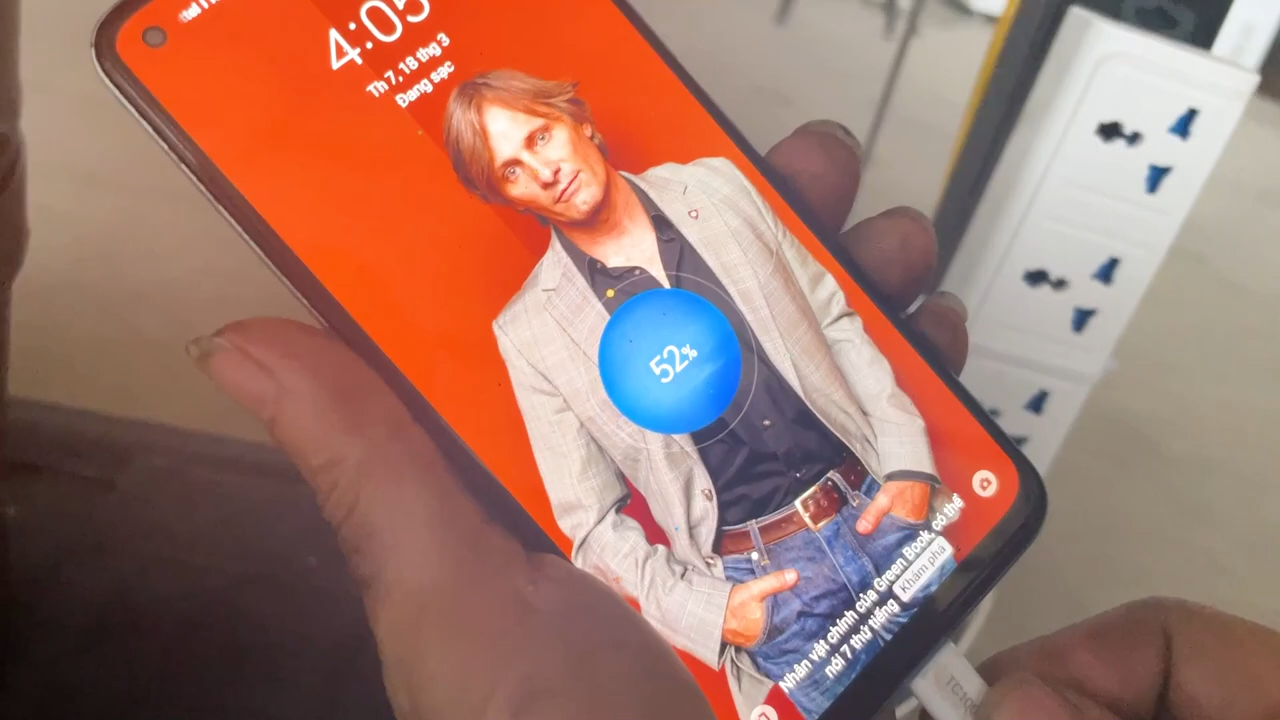 4:05
Th 7, 18 thg 3
Đang sạc
52%
Nhân vật chính của Green Book, có thể
nói 7 thứ tiếng Khám phá